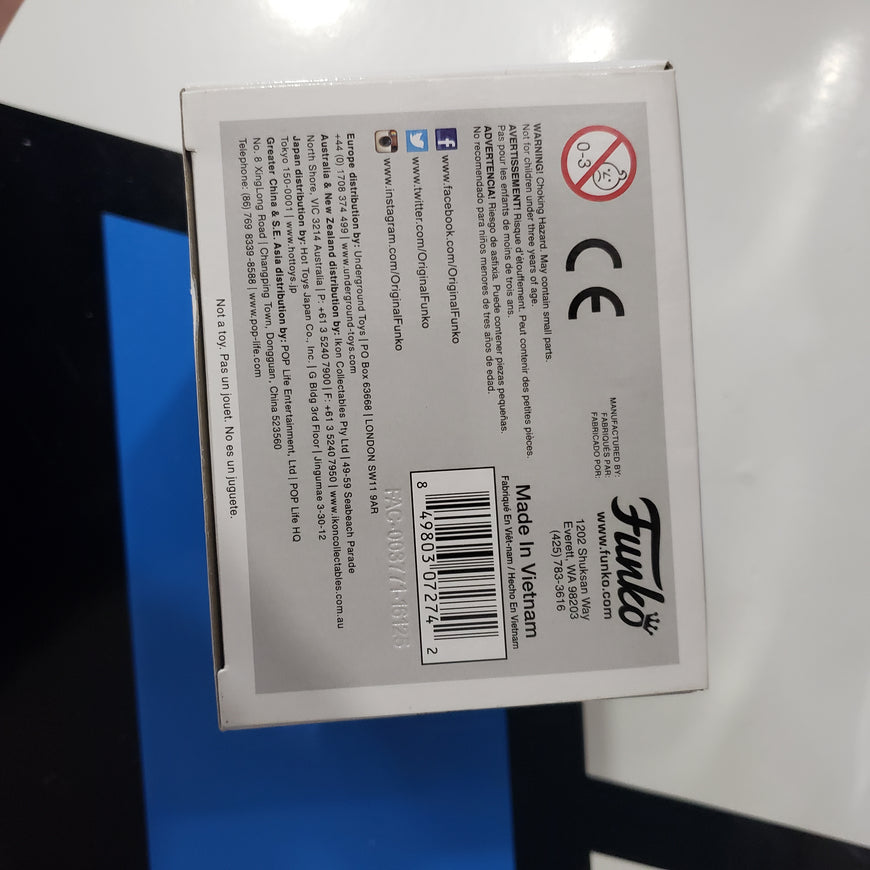 0-3
CE
MANUFACTURED BY:
FABRIQUÉS PAR:
FABRICADO POR:
Funko
www.funko.com
1202 Shuksan Way
Everett, WA 98203
(425) 783-3616
WARNING! Choking Hazard. May contain small parts.
Not for children under three years of age.
AVERTISSEMENT! Risque d'étouffement. Peut contenir des petites pièces.
Pas pour les enfants de moins de trois ans.
ADVERTENCIA! Riesgo de asfixia. Puede contener piezas pequeñas.
No recomendado para niños menores de tres años de edad.
Made In Vietnam
Fabriqué En Viêt-nam / Hecho En Vietnam
f www.facebook.com/OriginalFunko
www.twitter.com/OriginalFunko
www.instagram.com/OriginalFunko
8 49803 07274 2
Europe distribution by: Underground Toys | PO Box 63668 | LONDON SW11 9AR
+44 (0) 1708 374 499 | www.underground-toys.com
Australia & New Zealand distribution by: Ikon Collectables Pty Ltd | 49-59 Seabeach Parade
North Shore, VIC 3214 Australia | P: +61 3 5240 7900 | F: +61 3 5240 7950 | www.ikoncollectables.com.au
Japan distribution by: Hot Toys Japan Co., Inc. | G Bldg 3rd Floor | Jingumae 3-30-12
Tokyo 150-0001 | www.hottoys.jp
Greater China & S.E. Asia distribution by: POP Life Entertainment, Ltd | POP Life HQ
No. 8 XingLong Road | Changping Town, Dongguan, China 523560
Telephone: (86) 769 8339-8588 | www.pop-life.com
Not a toy. Pas un jouet. No es un juguete.